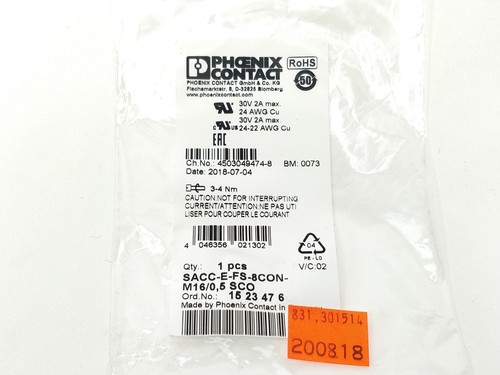 PHŒNIX
CONTACT
RoHS
50
PHOENIX CONTACT GmbH & Co. KG
Flachsmarktstr. 8, D-32825 Blomberg
www.phoenixcontact.com
30V 2A max.
24 AWG Cu
30V 2A max.
c US 24-22 AWG Cu
EAC
Ch.No.: 4503049474-8 BM: 0073
Date: 2018-07-04
3-4 Nm
CAUTION:NOT FOR INTERRUPTING
CURRENT/ATTENTION:NE PAS UTI
LISER POUR COUPER LE COURANT
4 046356 021302
04
PE-LD
V/C:02
Qty.: 1 pcs
SACC-E-FS-8CON-
M16/0,5 SCO
Ord.No.: 15 23 47 6
Made by Phoenix Contact in
831.301514
200818